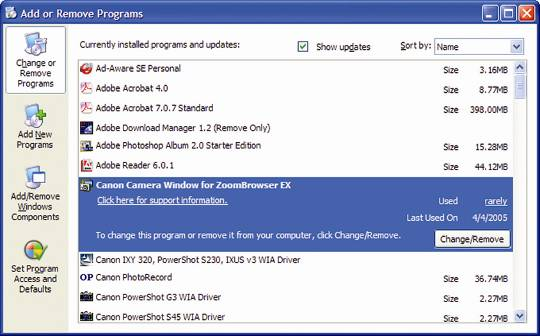 Add or Remove Programs
Change or
Remove
Programs
Add New
Programs
Add/Remove
Windows
Components
Set Program
Access and
Defaults
Currently installed programs and updates:
Show updates
Sort by: Name
Ad-Aware SE Personal Size 3.16MB
Adobe Acrobat 4.0 Size 8.77MB
Adobe Acrobat 7.0.7 Standard Size 398.00MB
Adobe Download Manager 1.2 (Remove Only)
Adobe Photoshop Album 2.0 Starter Edition Size 15.28MB
Adobe Reader 6.0.1 Size 44.12MB
Canon Camera Window for ZoomBrowser EX
Click here for support information. Used rarely
Last Used On 4/4/2005
To change this program or remove it from your computer, click Change/Remove. Change/Remove
Canon IXY 320, PowerShot S230, IXUS v3 WIA Driver
OP Canon PhotoRecord Size 36.74MB
Canon PowerShot G3 WIA Driver Size 2.27MB
Canon PowerShot S45 WIA Driver Size 2.27MB